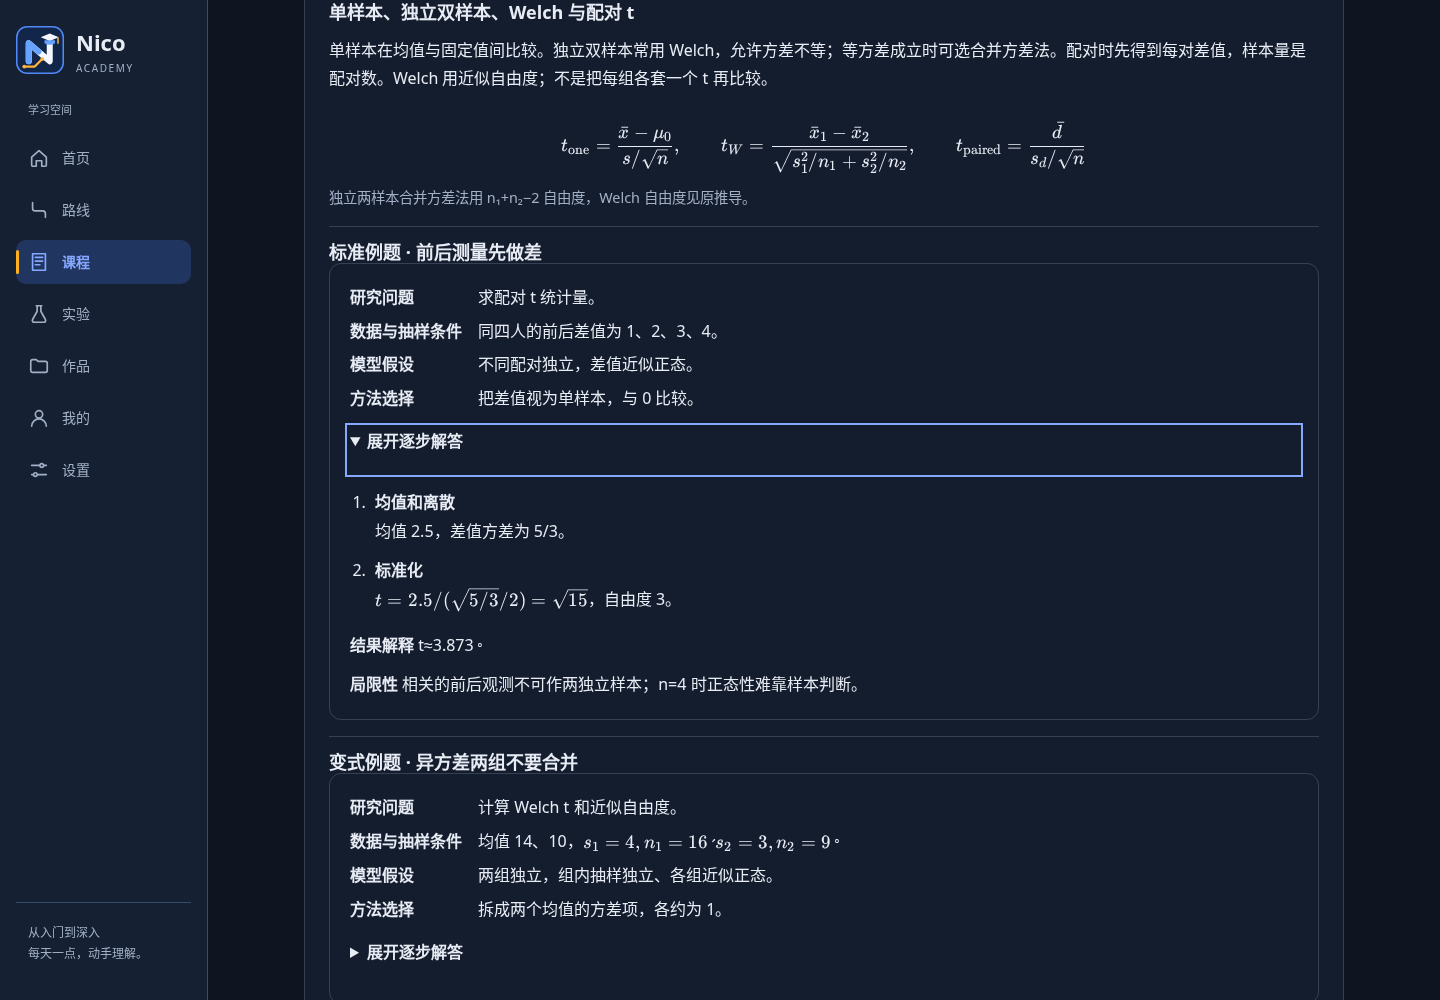 Nico
ACADEMY
学习空间
首页
路线
课程
实验
作品
我的
设置
从入门到深入
每天一点，动手理解。
单样本、独立双样本、Welch 与配对 t
单样本在均值与固定值间比较。独立双样本常用 Welch，允许方差不等；等方差成立时可选合并方差法。配对时先得到每对差值，样本量是
配对数。Welch 用近似自由度；不是把每组各套一个 t 再比较。
t_one = (x̄ − μ₀)/(s/√n), t_W = (x̄₁ − x̄₂)/√(s₁²/n₁ + s₂²/n₂), t_paired = d̄/(s_d/√n)
独立两样本合并方差法用 n₁+n₂−2 自由度，Welch 自由度见原推导。
标准例题 · 前后测量先做差
研究问题 求配对 t 统计量。
数据与抽样条件 同四人的前后差值为 1、2、3、4。
模型假设 不同配对独立，差值近似正态。
方法选择 把差值视为单样本，与 0 比较。
▼ 展开逐步解答
1. 均值和离散
均值 2.5，差值方差为 5/3。
2. 标准化
t = 2.5/(√(5/3)/2) = √15，自由度 3。
结果解释 t≈3.873。
局限性 相关的前后观测不可作两独立样本；n=4 时正态性难靠样本判断。
变式例题 · 异方差两组不要合并
研究问题 计算 Welch t 和近似自由度。
数据与抽样条件 均值 14、10，s₁ = 4, n₁ = 16、s₂ = 3, n₂ = 9。
模型假设 两组独立，组内抽样独立、各组近似正态。
方法选择 拆成两个均值的方差项，各约为 1。
▶ 展开逐步解答